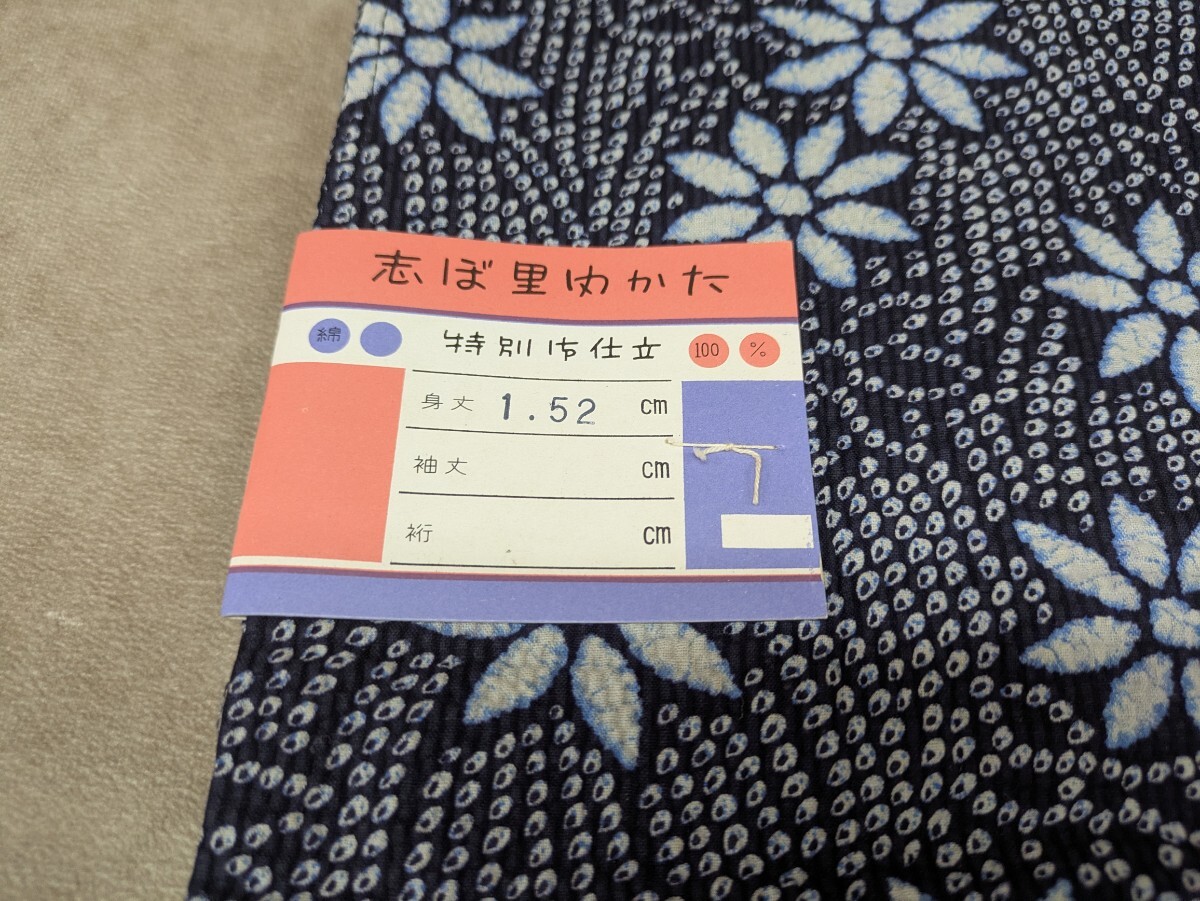 志ぼ里ゆかた
綿 特別御仕立 100 %
身丈 1.52 cm
袖丈 cm
裄 cm